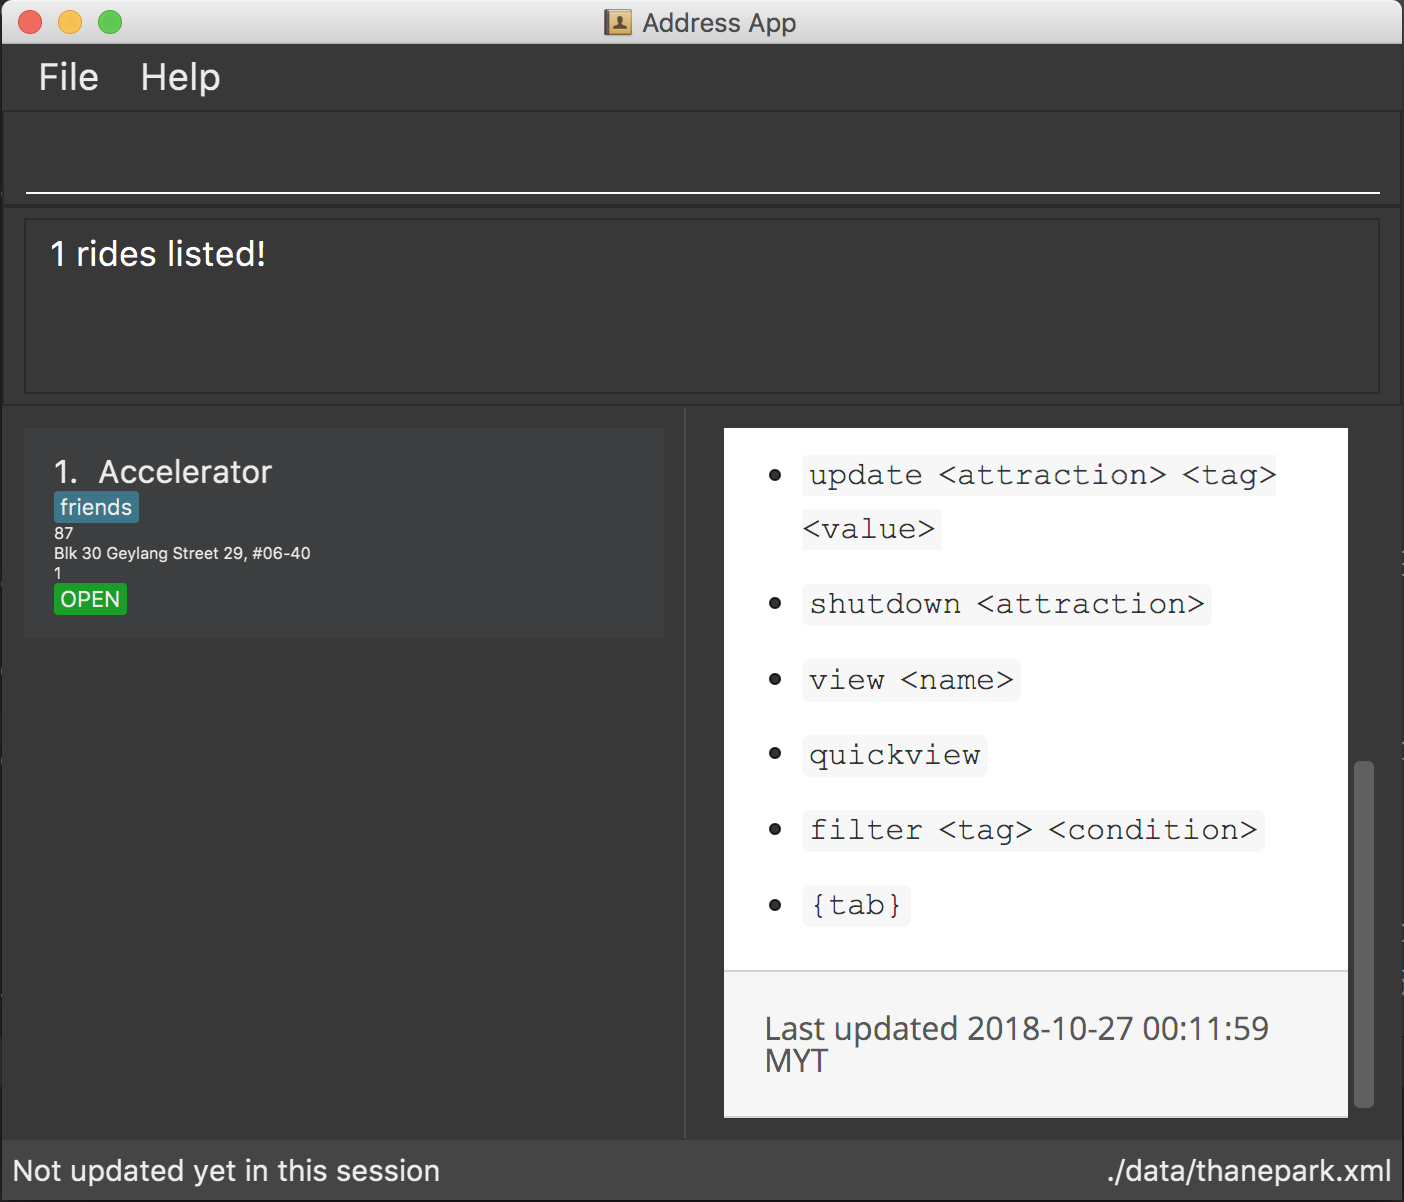 Address App
File Help
1 rides listed!
1. Accelerator
friends
87
Blk 30 Geylang Street 29, #06-40
1
OPEN
update <attraction> <tag>
<value>
shutdown <attraction>
view <name>
quickview
filter <tag> <condition>
{tab}
Last updated 2018-10-27 00:11:59
MYT
Not updated yet in this session
./data/thanepark.xml